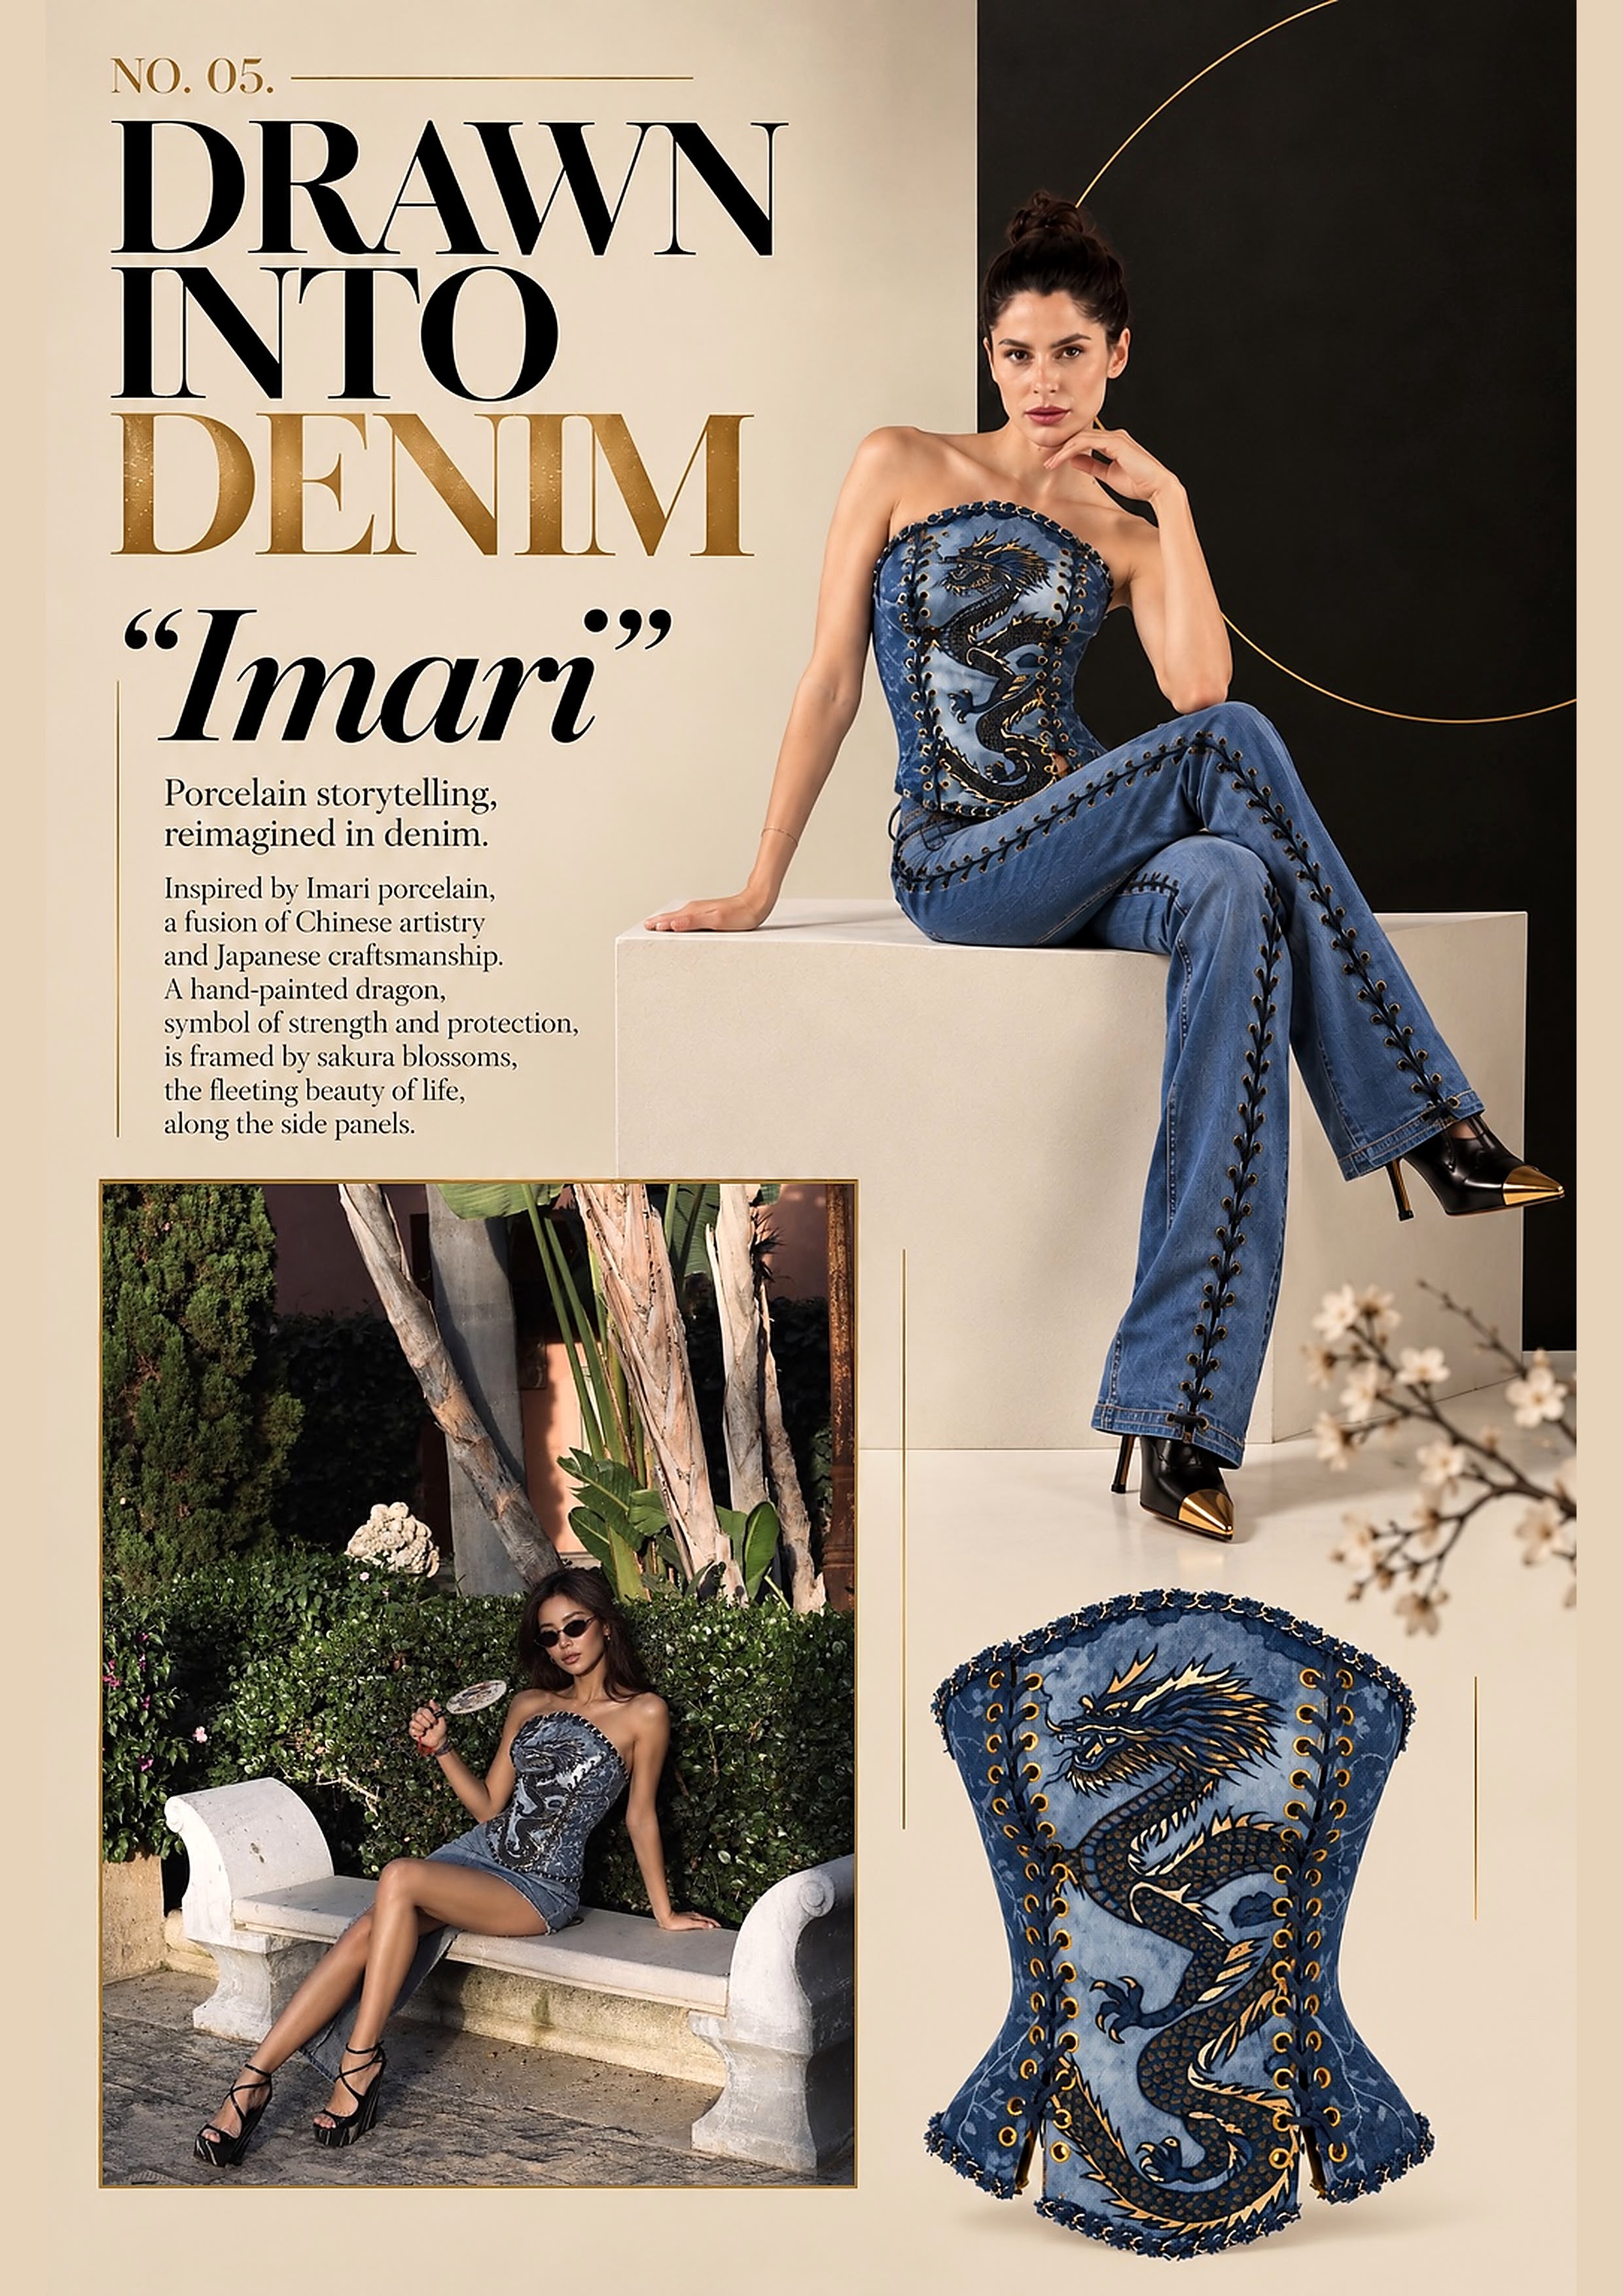 NO. 05.
DRAWN
INTO
DENIM
“Imari”
Porcelain storytelling,
reimagined in denim.
Inspired by Imari porcelain,
a fusion of Chinese artistry
and Japanese craftsmanship.
A hand-painted dragon,
symbol of strength and protection,
is framed by sakura blossoms,
the fleeting beauty of life,
along the side panels.